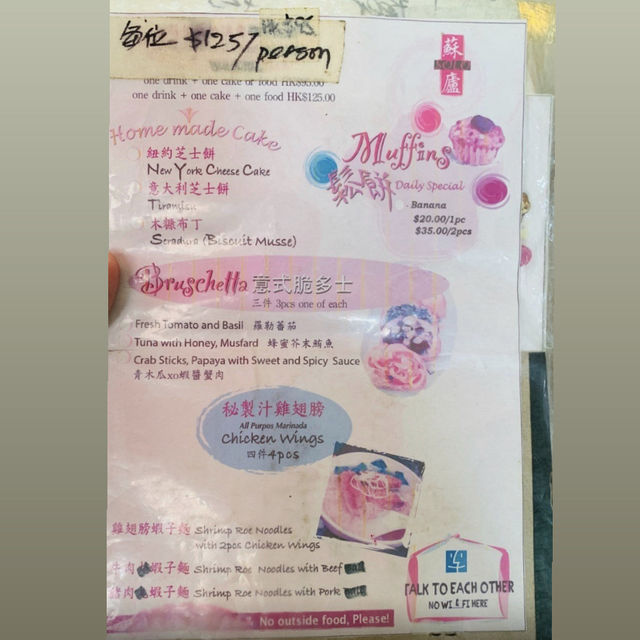 每位 $125/person
蘇
SOLO
廬
one drink + one cake or food HK$95.00
one drink + one cake + one food HK$125.00
Home made Cake
紐約芝士餅
New York Cheese Cake
意大利芝士餅
Tiramisu
木糠布丁
Seradura (Biscuit Musse)
Muffins
鬆餅 Daily Special
- Banana
$20.00/1pc
$35.00/2pcs
Bruschetta 意式脆多士
三件 3pcs one of each
Fresh Tomato and Basil 羅勒蕃茄
Tuna with Honey, Musfard 蜂蜜芥末鮪魚
Crab Sticks, Papaya with Sweet and Spicy Sauce
青木瓜xo蝦醬蟹肉
秘製汁雞翅膀
All Purpos Marinada
Chicken Wings
四件4pcs
雞翅膀蝦子麵 Shrimp Roe Noodles
with 2pcs Chicken Wings
牛肉 蝦子麵 Shrimp Roe Noodles with Beef
豬肉 蝦子麵 Shrimp Roe Noodles with Pork
TALK TO EACH OTHER
NO WI FI HERE
No outside food, Please!